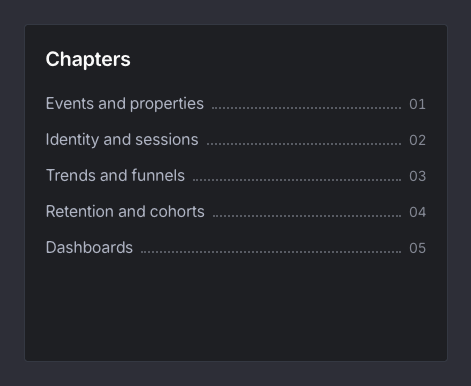 Chapters
Events and properties 01
Identity and sessions 02
Trends and funnels 03
Retention and cohorts 04
Dashboards 05